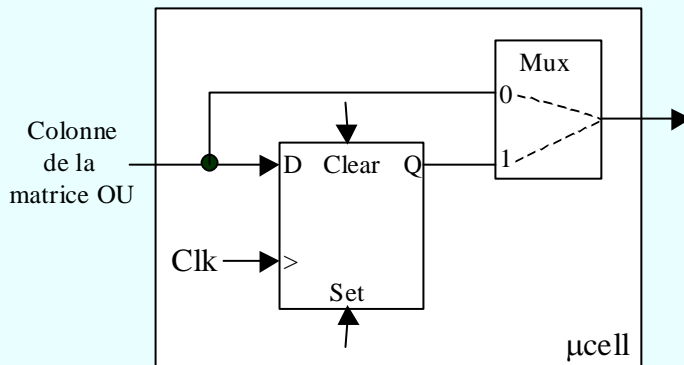 Mux
0
Colonne
de la
matrice OU
D Clear Q
1
Clk
>
Set
μcell